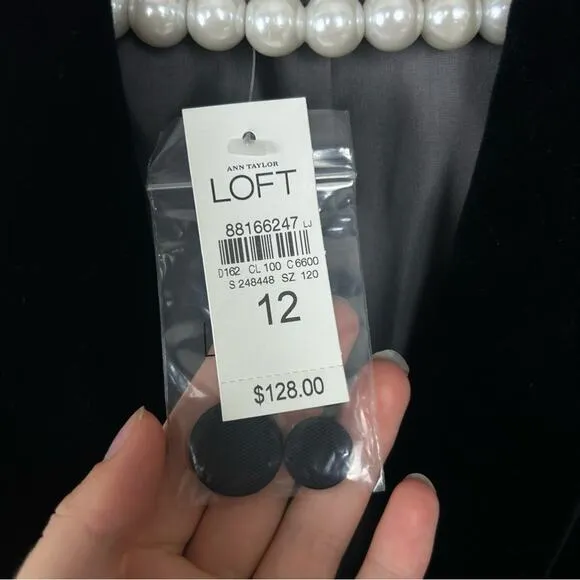 ANN TAYLOR
LOFT
88166247 LJ
D162 CL 100 C 6600
S 248448 SZ 120
12
$128.00